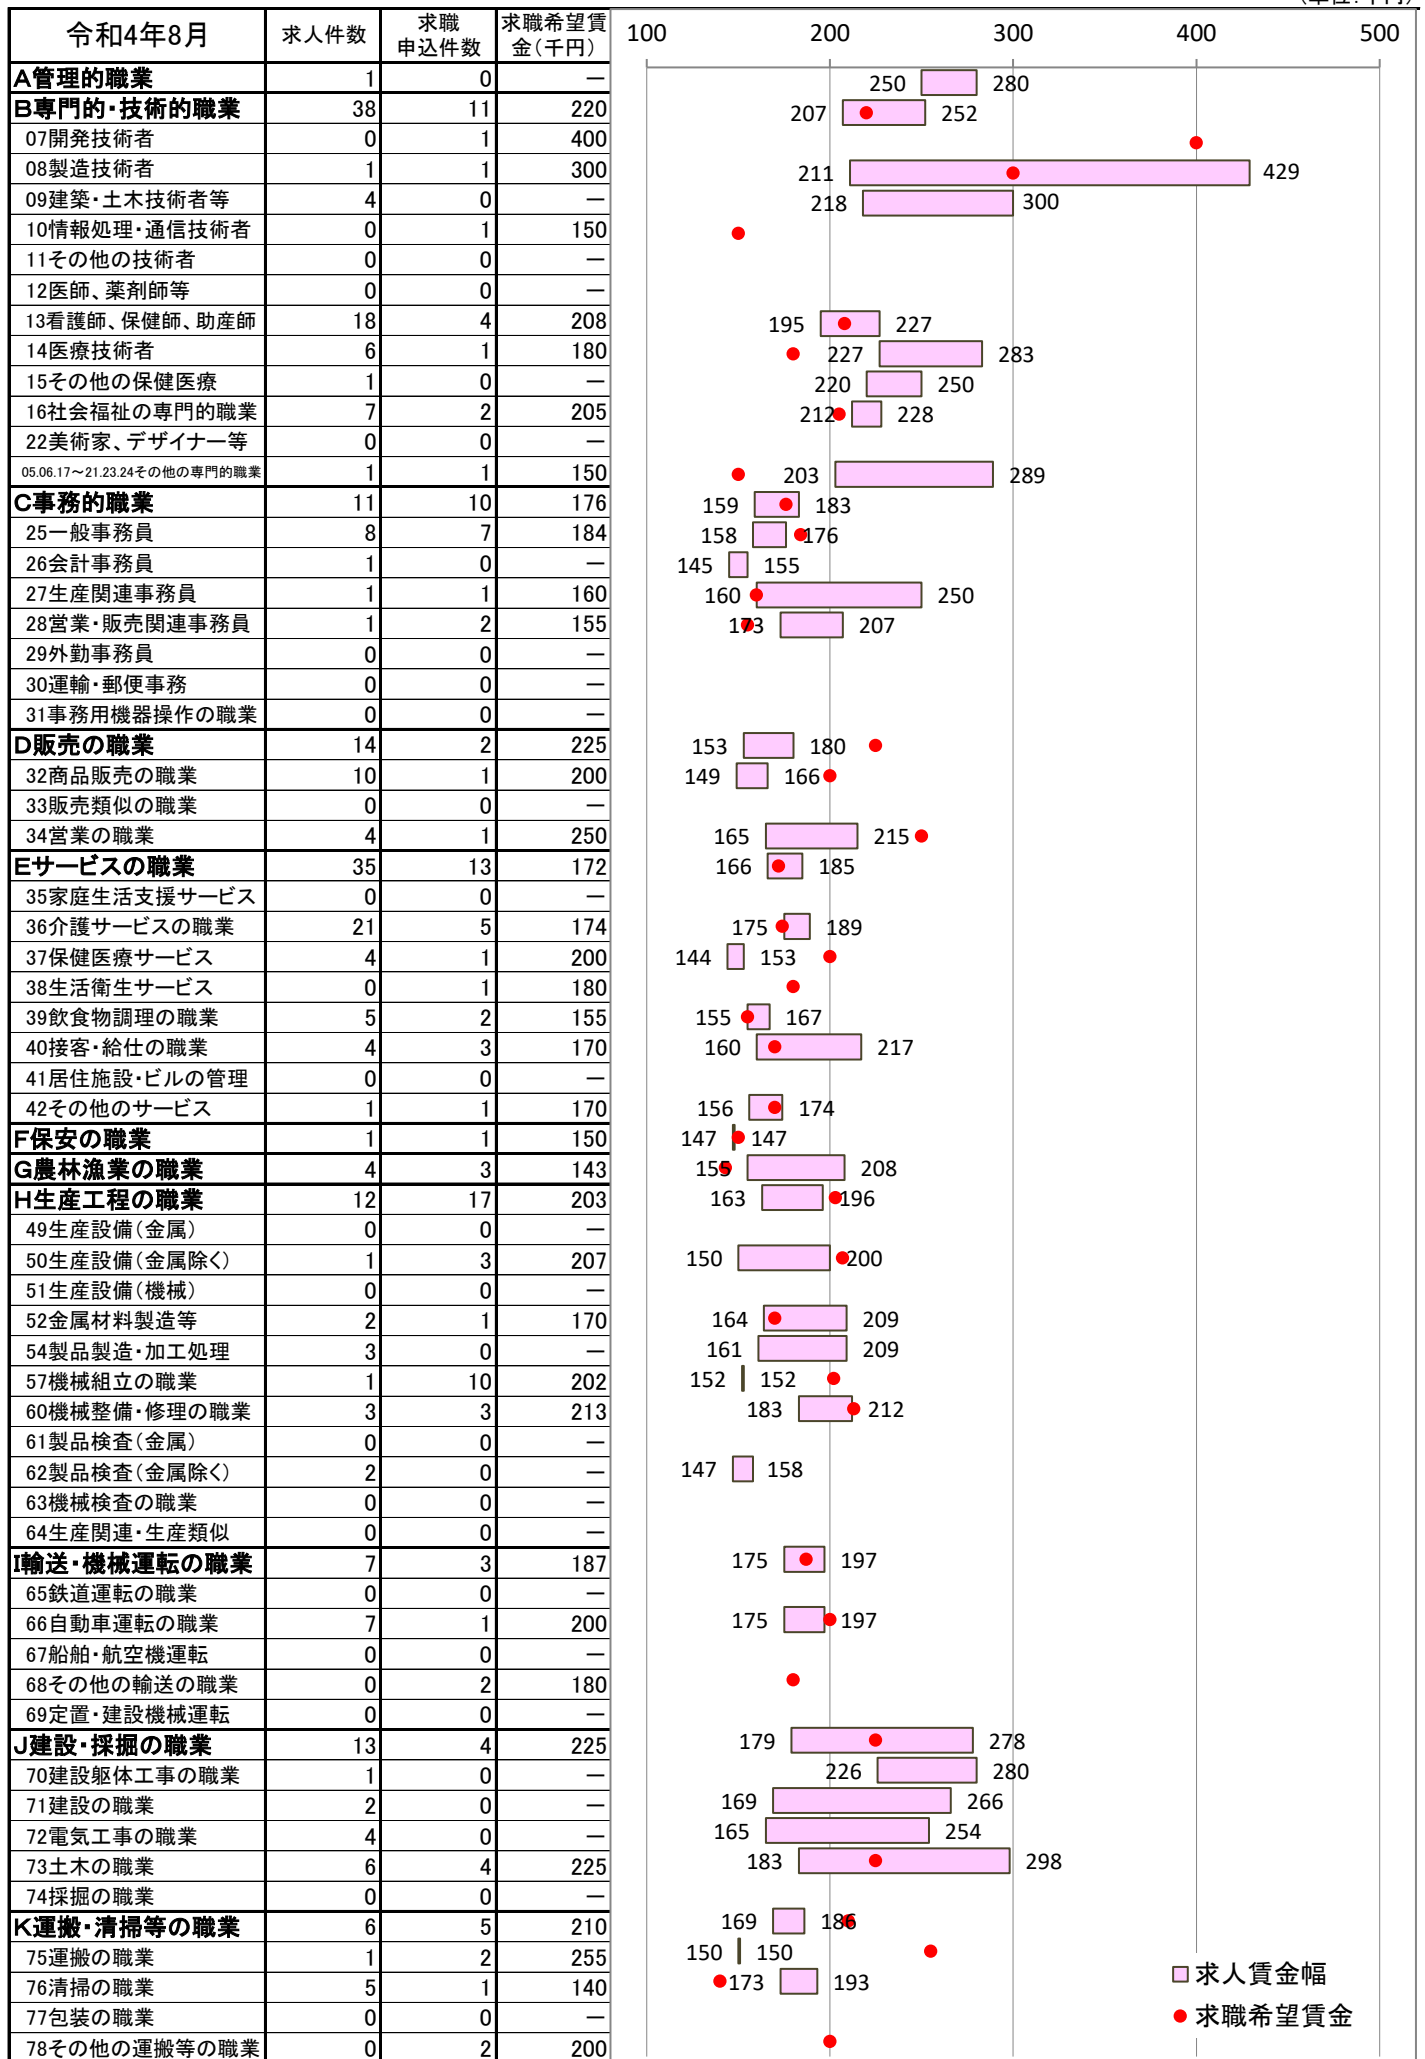 (単位：千円)
令和4年8月 求人件数 求職申込件数 求職希望賃金(千円) 100 200 300 400 500
A管理的職業 1 0 － 250 280
B専門的・技術的職業 38 11 220 207 252
07開発技術者 0 1 400
08製造技術者 1 1 300 211 429
09建築・土木技術者等 4 0 － 218 300
10情報処理・通信技術者 0 1 150
11その他の技術者 0 0 －
12医師、薬剤師等 0 0 －
13看護師、保健師、助産師 18 4 208 195 227
14医療技術者 6 1 180 227 283
15その他の保健医療 1 0 － 220 250
16社会福祉の専門的職業 7 2 205 212 228
22美術家、デザイナー等 0 0 －
05.06.17～21.23.24その他の専門的職業 1 1 150 203 289
C事務的職業 11 10 176 159 183
25一般事務員 8 7 184 158 176
26会計事務員 1 0 － 145 155
27生産関連事務員 1 1 160 160 250
28営業・販売関連事務員 1 2 155 173 207
29外勤事務員 0 0 －
30運輸・郵便事務 0 0 －
31事務用機器操作の職業 0 0 －
D販売の職業 14 2 225 153 180
32商品販売の職業 10 1 200 149 166
33販売類似の職業 0 0 －
34営業の職業 4 1 250 165 215
Eサービスの職業 35 13 172 166 185
35家庭生活支援サービス 0 0 －
36介護サービスの職業 21 5 174 175 189
37保健医療サービス 4 1 200 144 153
38生活衛生サービス 0 1 180
39飲食物調理の職業 5 2 155 155 167
40接客・給仕の職業 4 3 170 160 217
41居住施設・ビルの管理 0 0 －
42その他のサービス 1 1 170 156 174
F保安の職業 1 1 150 147 147
G農林漁業の職業 4 3 143 155 208
H生産工程の職業 12 17 203 163 196
49生産設備(金属) 0 0 －
50生産設備(金属除く) 1 3 207 150 200
51生産設備(機械) 0 0 －
52金属材料製造等 2 1 170 164 209
54製品製造・加工処理 3 0 － 161 209
57機械組立の職業 1 10 202 152 152
60機械整備・修理の職業 3 3 213 183 212
61製品検査(金属) 0 0 －
62製品検査(金属除く) 2 0 － 147 158
63機械検査の職業 0 0 －
64生産関連・生産類似 0 0 －
I輸送・機械運転の職業 7 3 187 175 197
65鉄道運転の職業 0 0 －
66自動車運転の職業 7 1 200 175 197
67船舶・航空機運転 0 0 －
68その他の輸送の職業 0 2 180
69定置・建設機械運転 0 0 －
J建設・採掘の職業 13 4 225 179 278
70建設躯体工事の職業 1 0 － 226 280
71建設の職業 2 0 － 169 266
72電気工事の職業 4 0 － 165 254
73土木の職業 6 4 225 183 298
74採掘の職業 0 0 －
K運搬・清掃等の職業 6 5 210 169 186
75運搬の職業 1 2 255 150 150
76清掃の職業 5 1 140 173 193
77包装の職業 0 0 －
78その他の運搬等の職業 0 2 200
求人賃金幅
求職希望賃金